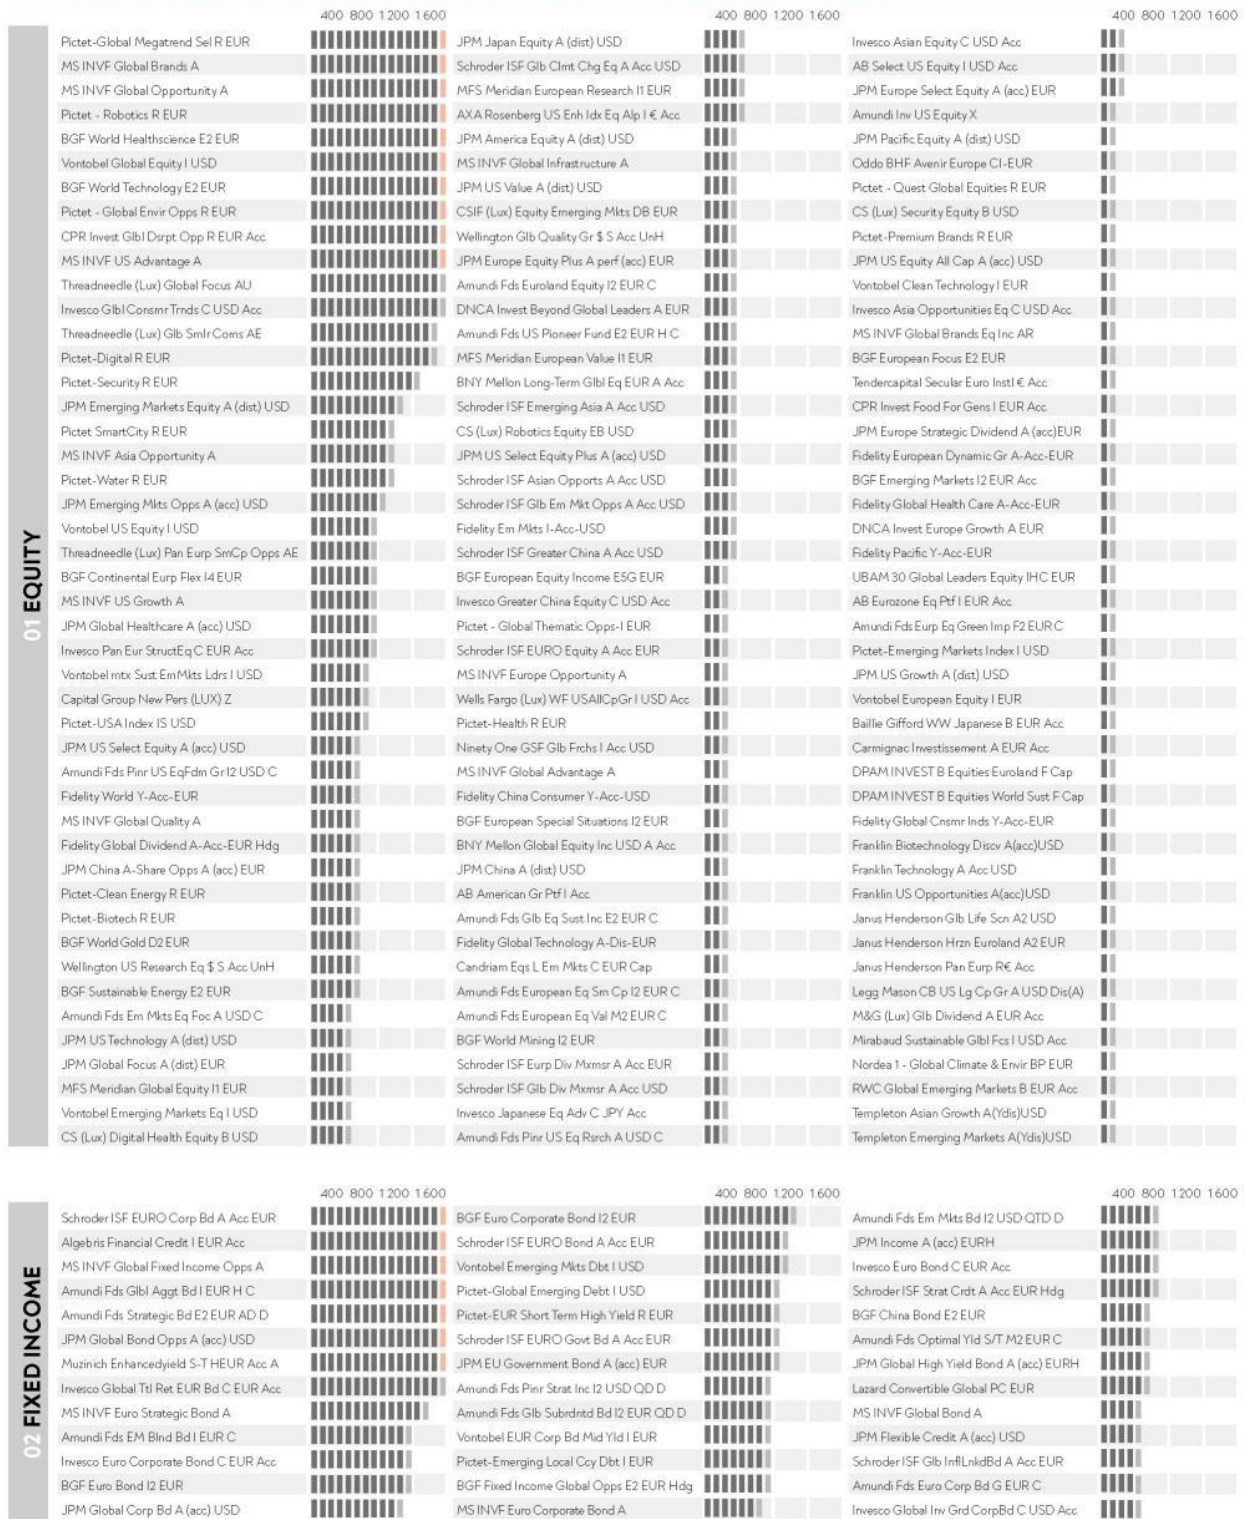 400 800 1200 1600
400 800 1200 1600
400 800 1200 1600
01 EQUITY
Pictet-Global Megatrend Sel R EUR
MS INVF Global Brands A
MS INVF Global Opportunity A
Pictet - Robotics R EUR
BGF World Healthscience E2 EUR
Vontobel Global Equity I USD
BGF World Technology E2 EUR
Pictet - Global Envir Opps R EUR
CPR Invest Glbl Dsrpt Opp R EUR Acc
MS INVF US Advantage A
Threadneedle (Lux) Global Focus AU
Invesco Glbl Consmr Trnds C USD Acc
Threadneedle (Lux) Glb Smlr Coms AE
Pictet-Digital R EUR
Pictet-Security R EUR
JPM Emerging Markets Equity A (dist) USD
Pictet SmartCity R EUR
MS INVF Asia Opportunity A
Pictet-Water R EUR
JPM Emerging Mkts Opps A (acc) USD
Vontobel US Equity I USD
Threadneedle (Lux) Pan Eurp SmCp Opps AE
BGF Continental Eurp Flex I4 EUR
MS INVF US Growth A
JPM Global Healthcare A (acc) USD
Invesco Pan Eur StructEq C EUR Acc
Vontobel mtx Sust EmMkts Ldrs I USD
Capital Group New Pers (LUX) Z
Pictet-USA Index IS USD
JPM US Select Equity A (acc) USD
Amundi Fds Pinr US EqFdm Gr I2 USD C
Fidelity World Y-Acc-EUR
MS INVF Global Quality A
Fidelity Global Dividend A-Acc-EUR Hdg
JPM China A-Share Opps A (acc) EUR
Pictet-Clean Energy R EUR
Pictet-Biotech R EUR
BGF World Gold D2 EUR
Wellington US Research Eq $ S Acc UnH
BGF Sustainable Energy E2 EUR
Amundi Fds Em Mkts Eq Foc A USD C
JPM US Technology A (dist) USD
JPM Global Focus A (dist) EUR
MFS Meridian Global Equity I1 EUR
Vontobel Emerging Markets Eq I USD
CS (Lux) Digital Health Equity B USD
JPM Japan Equity A (dist) USD
Schroder ISF Glb Clmt Chg Eq A Acc USD
MFS Meridian European Research I1 EUR
AXA Rosenberg US Enh Idx Eq Alp I € Acc
JPM America Equity A (dist) USD
MS INVF Global Infrastructure A
JPM US Value A (dist) USD
CSIF (Lux) Equity Emerging Mkts DB EUR
Wellington Glb Quality Gr $ S Acc UnH
JPM Europe Equity Plus A perf (acc) EUR
Amundi Fds Euroland Equity I2 EUR C
DNCA Invest Beyond Global Leaders A EUR
Amundi Fds US Pioneer Fund E2 EUR H C
MFS Meridian European Value I1 EUR
BNY Mellon Long-Term Glbl Eq EUR A Acc
Schroder ISF Emerging Asia A Acc USD
CS (Lux) Robotics Equity EB USD
JPM US Select Equity Plus A (acc) USD
Schroder ISF Asian Opports A Acc USD
Schroder ISF Glb Em Mkt Opps A Acc USD
Fidelity Em Mkts I-Acc-USD
Schroder ISF Greater China A Acc USD
BGF European Equity Income E5G EUR
Invesco Greater China Equity C USD Acc
Pictet - Global Thematic Opps-I EUR
Schroder ISF EURO Equity A Acc EUR
MS INVF Europe Opportunity A
Wells Fargo (Lux) WF USAllCpGr I USD Acc
Pictet-Health R EUR
Ninety One GSF Glb Frchs I Acc USD
MS INVF Global Advantage A
Fidelity China Consumer Y-Acc-USD
BGF European Special Situations I2 EUR
BNY Mellon Global Equity Inc USD A Acc
JPM China A (dist) USD
AB American Gr Ptf I Acc
Amundi Fds Glb Eq Sust Inc E2 EUR C
Fidelity Global Technology A-Dis-EUR
Candriam Eqs L Em Mkts C EUR Cap
Amundi Fds European Eq Sm Cp I2 EUR C
Amundi Fds European Eq Val M2 EUR C
BGF World Mining I2 EUR
Schroder ISF Eurp Div Mxmsr A Acc EUR
Schroder ISF Glb Div Mxmsr A Acc USD
Invesco Japanese Eq Adv C JPY Acc
Amundi Fds Pinr US Eq Rsrch A USD C
Invesco Asian Equity C USD Acc
AB Select US Equity I USD Acc
JPM Europe Select Equity A (acc) EUR
Amundi Inv US Equity X
JPM Pacific Equity A (dist) USD
Oddo BHF Avenir Europe CI-EUR
Pictet - Quest Global Equities R EUR
CS (Lux) Security Equity B USD
Pictet-Premium Brands R EUR
JPM US Equity All Cap A (acc) USD
Vontobel Clean Technology I EUR
Invesco Asia Opportunities Eq C USD Acc
MS INVF Global Brands Eq Inc AR
BGF European Focus E2 EUR
Tendercapital Secular Euro Instl € Acc
CPR Invest Food For Gens I EUR Acc
JPM Europe Strategic Dividend A (acc)EUR
Fidelity European Dynamic Gr A-Acc-EUR
BGF Emerging Markets I2 EUR Acc
Fidelity Global Health Care A-Acc-EUR
DNCA Invest Europe Growth A EUR
Fidelity Pacific Y-Acc-EUR
UBAM 30 Global Leaders Equity IHC EUR
AB Eurozone Eq Ptf I EUR Acc
Amundi Fds Eurp Eq Green Imp F2 EUR C
Pictet-Emerging Markets Index I USD
JPM US Growth A (dist) USD
Vontobel European Equity I EUR
Baillie Gifford WW Japanese B EUR Acc
Carmignac Investissement A EUR Acc
DPAM INVEST B Equities Euroland F Cap
DPAM INVEST B Equities World Sust F Cap
Fidelity Global Cnsmr Inds Y-Acc-EUR
Franklin Biotechnology Discv A(acc)USD
Franklin Technology A Acc USD
Franklin US Opportunities A(acc)USD
Janus Henderson Glb Life Scn A2 USD
Janus Henderson Hrzn Euroland A2 EUR
Janus Henderson Pan Eurp R€ Acc
Legg Mason CB US Lg Cp Gr A USD Dis(A)
M&G (Lux) Glb Dividend A EUR Acc
Mirabaud Sustainable Glbl Fcs I USD Acc
Nordea 1 - Global Climate & Envir BP EUR
RWC Global Emerging Markets B EUR Acc
Templeton Asian Growth A(Ydis)USD
Templeton Emerging Markets A(Ydis)USD
400 800 1200 1600
400 800 1200 1600
400 800 1200 1600
02 FIXED INCOME
Schroder ISF EURO Corp Bd A Acc EUR
Algebris Financial Credit I EUR Acc
MS INVF Global Fixed Income Opps A
Amundi Fds Glbl Aggt Bd I EUR H C
Amundi Fds Strategic Bd E2 EUR AD D
JPM Global Bond Opps A (acc) USD
Muzinich Enhancedyield S-T HEUR Acc A
Invesco Global Ttl Ret EUR Bd C EUR Acc
MS INVF Euro Strategic Bond A
Amundi Fds EM Blnd Bd I EUR C
Invesco Euro Corporate Bond C EUR Acc
BGF Euro Bond I2 EUR
JPM Global Corp Bd A (acc) USD
BGF Euro Corporate Bond I2 EUR
Schroder ISF EURO Bond A Acc EUR
Vontobel Emerging Mkts Dbt I USD
Pictet-Global Emerging Debt I USD
Pictet-EUR Short Term High Yield R EUR
Schroder ISF EURO Govt Bd A Acc EUR
JPM EU Government Bond A (acc) EUR
Amundi Fds Pinr Strat Inc I2 USD QD D
Amundi Fds Glb Subrdntd Bd I2 EUR QD D
Vontobel EUR Corp Bd Mid Yld I EUR
Pictet-Emerging Local Ccy Dbt I EUR
BGF Fixed Income Global Opps E2 EUR Hdg
MS INVF Euro Corporate Bond A
Amundi Fds Em Mkts Bd I2 USD QTD D
JPM Income A (acc) EURH
Invesco Euro Bond C EUR Acc
Schroder ISF Strat Crdt A Acc EUR Hdg
BGF China Bond E2 EUR
Amundi Fds Optimal Yld S/T M2 EUR C
JPM Global High Yield Bond A (acc) EURH
Lazard Convertible Global PC EUR
MS INVF Global Bond A
JPM Flexible Credit A (acc) USD
Schroder ISF Glb InflLnkdBd A Acc EUR
Amundi Fds Euro Corp Bd G EUR C
Invesco Global Inv Grd CorpBd C USD Acc